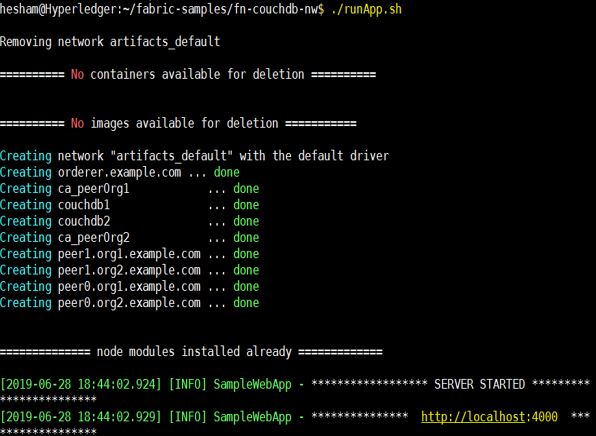 hesham@Hyperledger:~/fabric-samples/fn-couchdb-nw$ ./runApp.sh
Removing network artifacts_default
========== No containers available for deletion ==========
========== No images available for deletion ===========
Creating network "artifacts_default" with the default driver
Creating orderer.example.com ... done
Creating ca_peerOrg1            ... done
Creating couchdb1               ... done
Creating couchdb2               ... done
Creating ca_peerOrg2            ... done
Creating peer1.org1.example.com ... done
Creating peer1.org2.example.com ... done
Creating peer0.org1.example.com ... done
Creating peer0.org2.example.com ... done
============== node modules installed already =============
[2019-06-28 18:44:02.924] [INFO] SampleWebApp - ****************** SERVER STARTED *********
***************
[2019-06-28 18:44:02.929] [INFO] SampleWebApp - ***************  http://localhost:4000  ***
***************